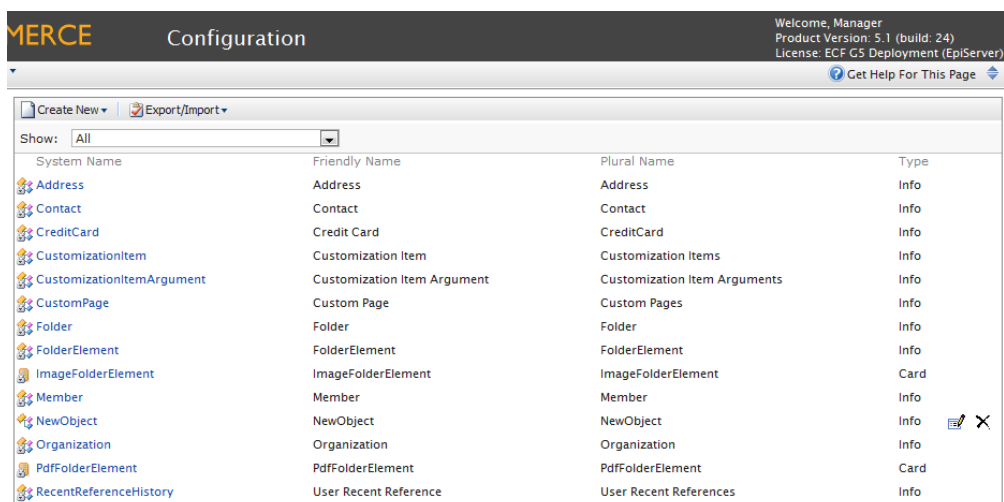 MERCE Configuration
Welcome, Manager
Product Version: 5.1 (build: 24)
License: ECF G5 Deployment (EpiServer)
Get Help For This Page
Create New Export/Import
Show: All
System Name Friendly Name Plural Name Type
Address Address Address Info
Contact Contact Contact Info
CreditCard Credit Card CreditCard Info
CustomizationItem Customization Item Customization Items Info
CustomizationItemArgument Customization Item Argument Customization Item Arguments Info
CustomPage Custom Page Custom Pages Info
Folder Folder Folder Info
FolderElement FolderElement FolderElement Info
ImageFolderElement ImageFolderElement ImageFolderElement Card
Member Member Member Info
NewObject NewObject NewObject Info
Organization Organization Organization Info
PdfFolderElement PdfFolderElement PdfFolderElement Card
RecentReferenceHistory User Recent Reference User Recent References Info